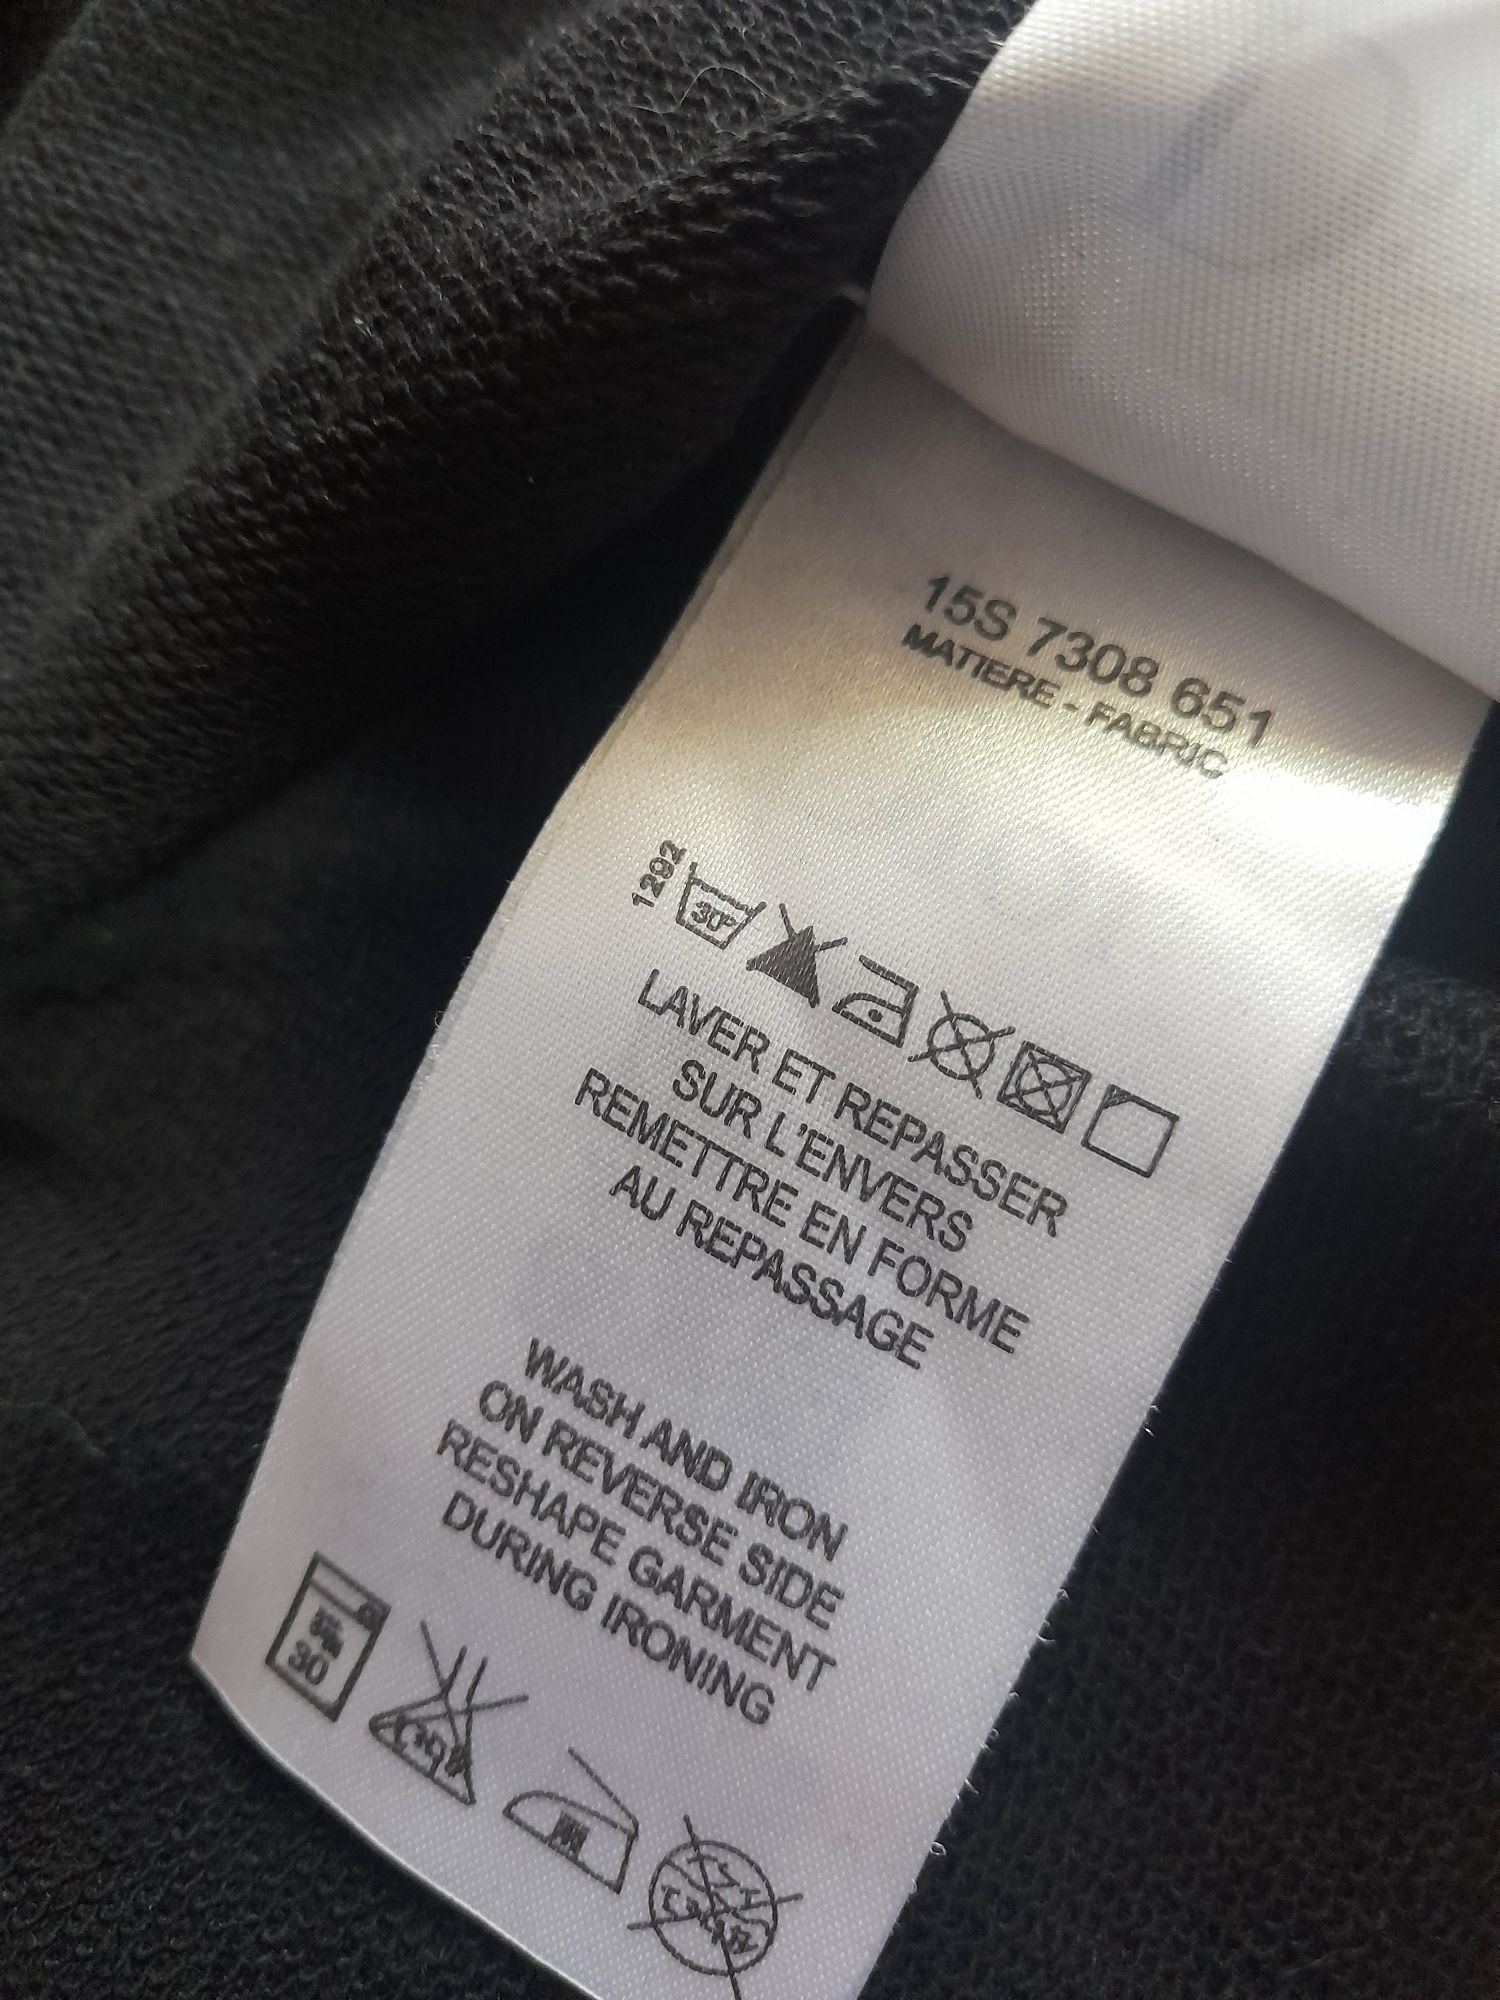 15S 7308 651
MATIERE - FABRIC
1292
30°
LAVER ET REPASSER
SUR L'ENVERS
REMETTRE EN FORME
AU REPASSAGE
WASH AND IRON
ON REVERSE SIDE
RESHAPE GARMENT
DURING IRONING
30